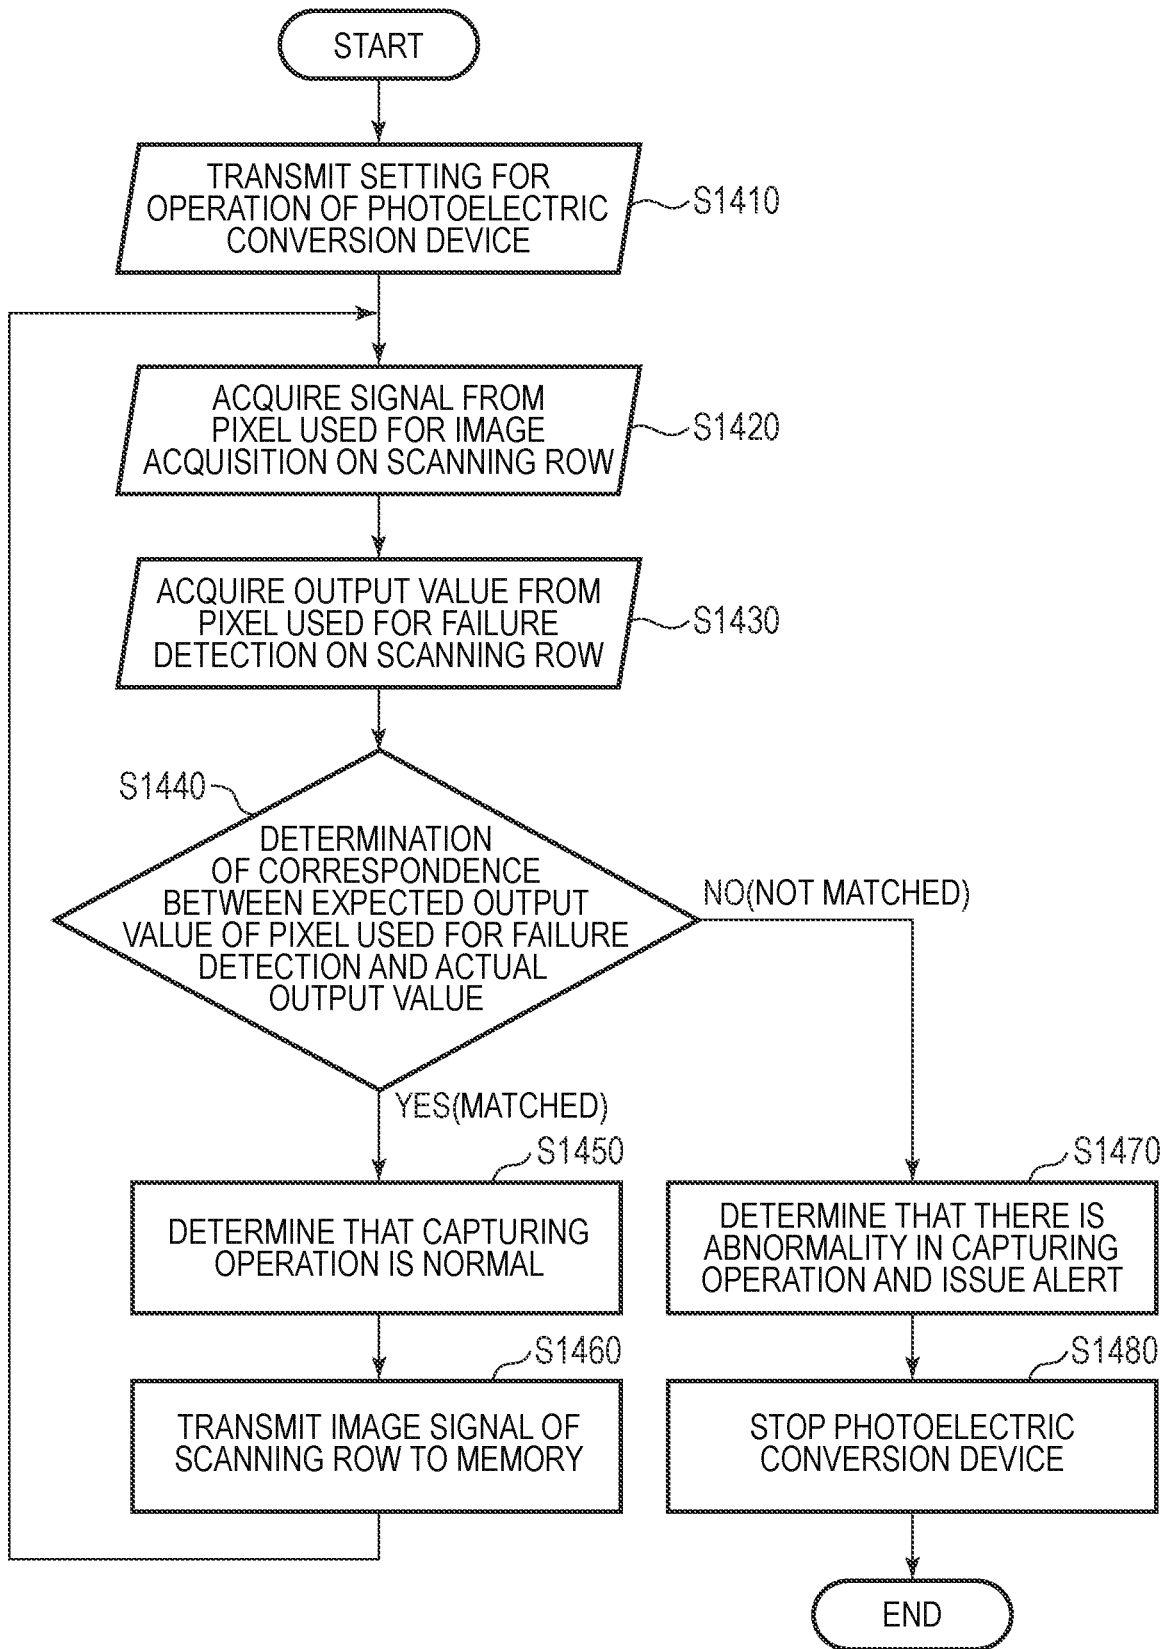 START
TRANSMIT SETTING FOR
OPERATION OF PHOTOELECTRIC
CONVERSION DEVICE
S1410
ACQUIRE SIGNAL FROM
PIXEL USED FOR IMAGE
ACQUISITION ON SCANNING ROW
S1420
ACQUIRE OUTPUT VALUE FROM
PIXEL USED FOR FAILURE
DETECTION ON SCANNING ROW
S1430
S1440
DETERMINATION
OF CORRESPONDENCE
BETWEEN EXPECTED OUTPUT
VALUE OF PIXEL USED FOR FAILURE
DETECTION AND ACTUAL
OUTPUT VALUE
NO(NOT MATCHED)
YES(MATCHED)
S1450
DETERMINE THAT CAPTURING
OPERATION IS NORMAL
S1460
TRANSMIT IMAGE SIGNAL OF
SCANNING ROW TO MEMORY
S1470
DETERMINE THAT THERE IS
ABNORMALITY IN CAPTURING
OPERATION AND ISSUE ALERT
S1480
STOP PHOTOELECTRIC
CONVERSION DEVICE
END